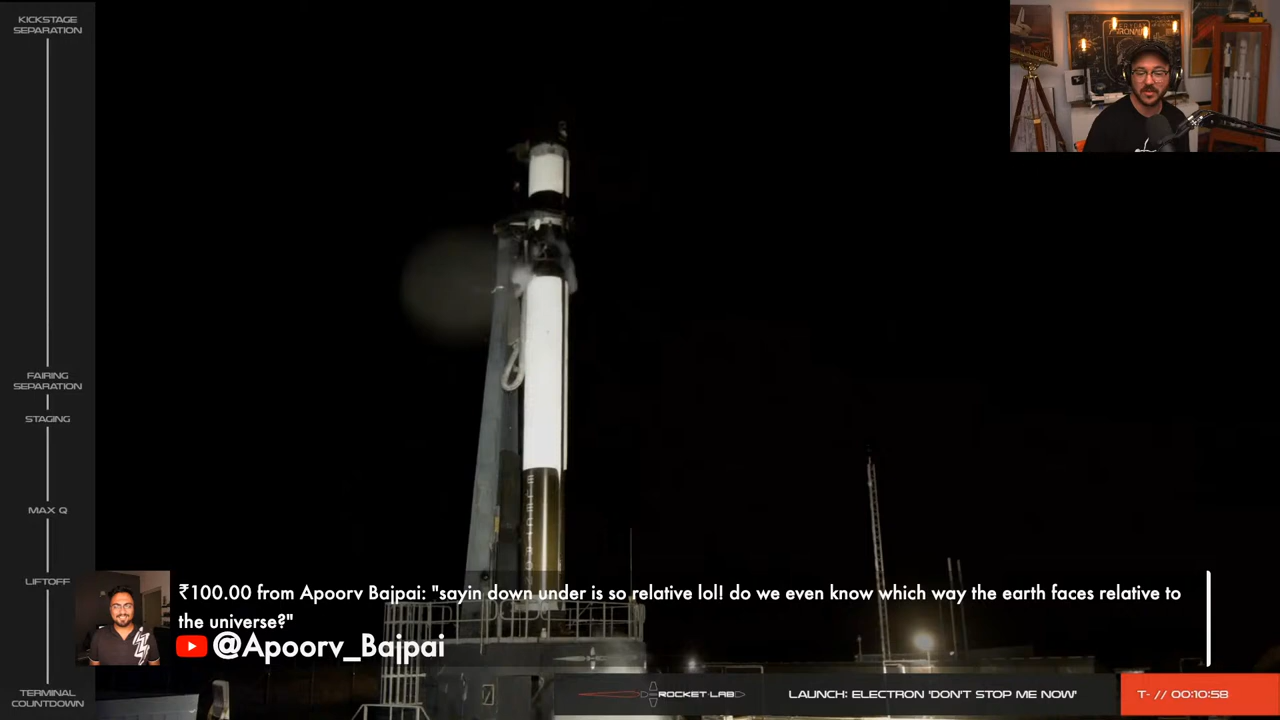 KICKSTAGE
SEPARATION
FAIRING
SEPARATION
STAGING
MAX Q
LIFTOFF
TERMINAL
COUNTDOWN
₹100.00 from Apoorv Bajpai: "sayin down under is so relative lol! do we even know which way the earth faces relative to
the universe?"
@Apoorv_Bajpai
ROCKET LAB
LAUNCH: ELECTRON 'DON'T STOP ME NOW'
T- // 00:10:58